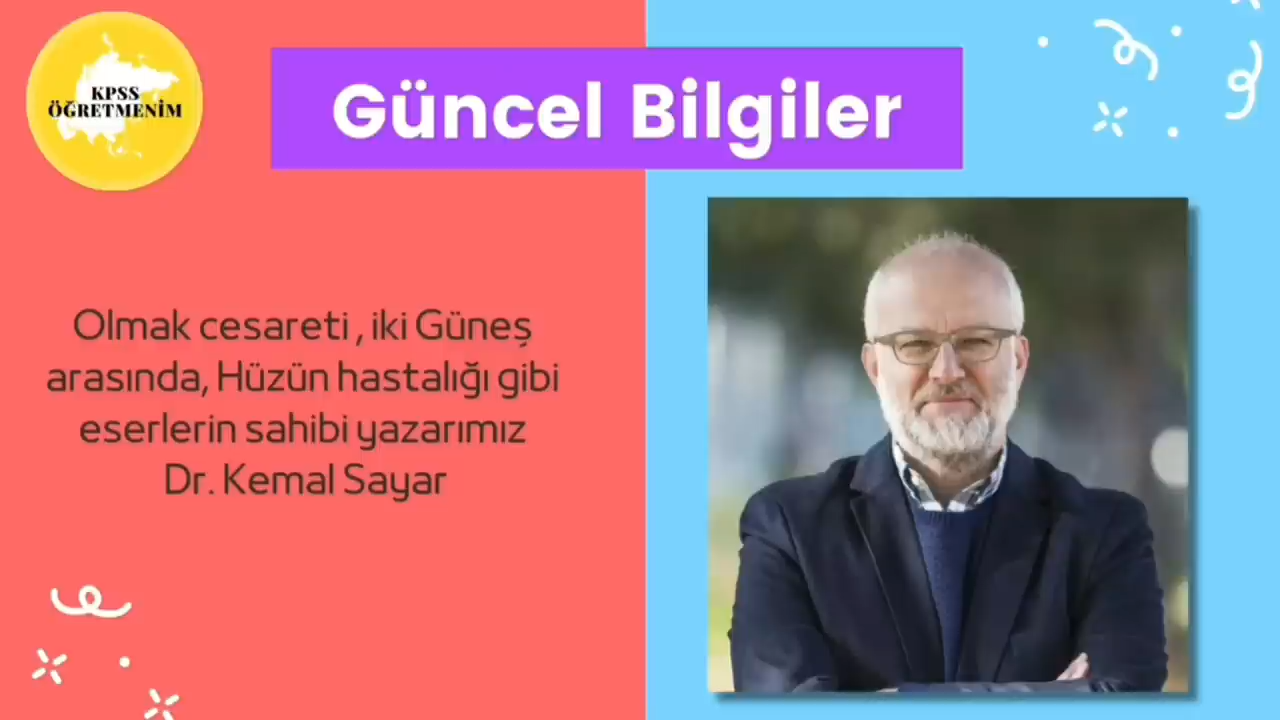 KPSS
ÖĞRETMENİM
Güncel Bilgiler
Olmak cesareti , iki Güneş
arasında, Hüzün hastalığı gibi
eserlerin sahibi yazarımız
Dr. Kemal Sayar